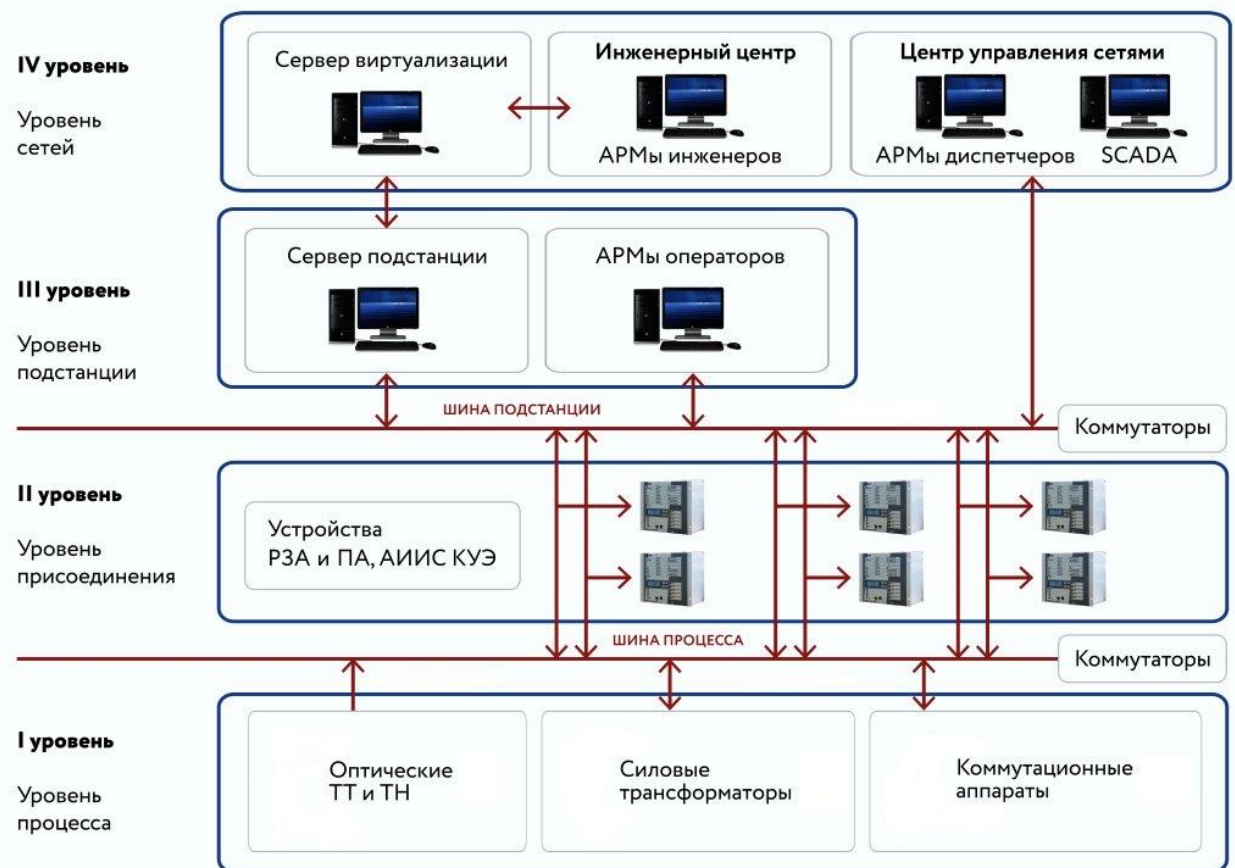 IV уровень
Уровень
сетей
Сервер виртуализации
Инженерный центр
АРМы инженеров
Центр управления сетями
АРМы диспетчеров
SCADA
III уровень
Уровень
подстанции
Сервер подстанции
АРМы операторов
ШИНА ПОДСТАНЦИИ
Коммутаторы
II уровень
Уровень
присоединения
Устройства
РЗА и ПА, АИИС КУЭ
ШИНА ПРОЦЕССА
Коммутаторы
I уровень
Уровень
процесса
Оптические
ТТ и ТН
Силовые
трансформаторы
Коммутационные
аппараты